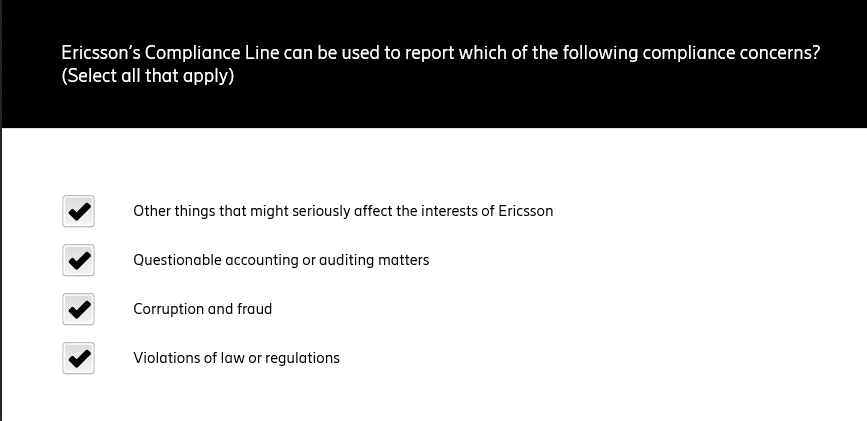 Ericsson's Compliance Line can be used to report which of the following compliance concerns?
(Select all that apply)
Other things that might seriously affect the interests of Ericsson
Questionable accounting or auditing matters
Corruption and fraud
Violations of law or regulations